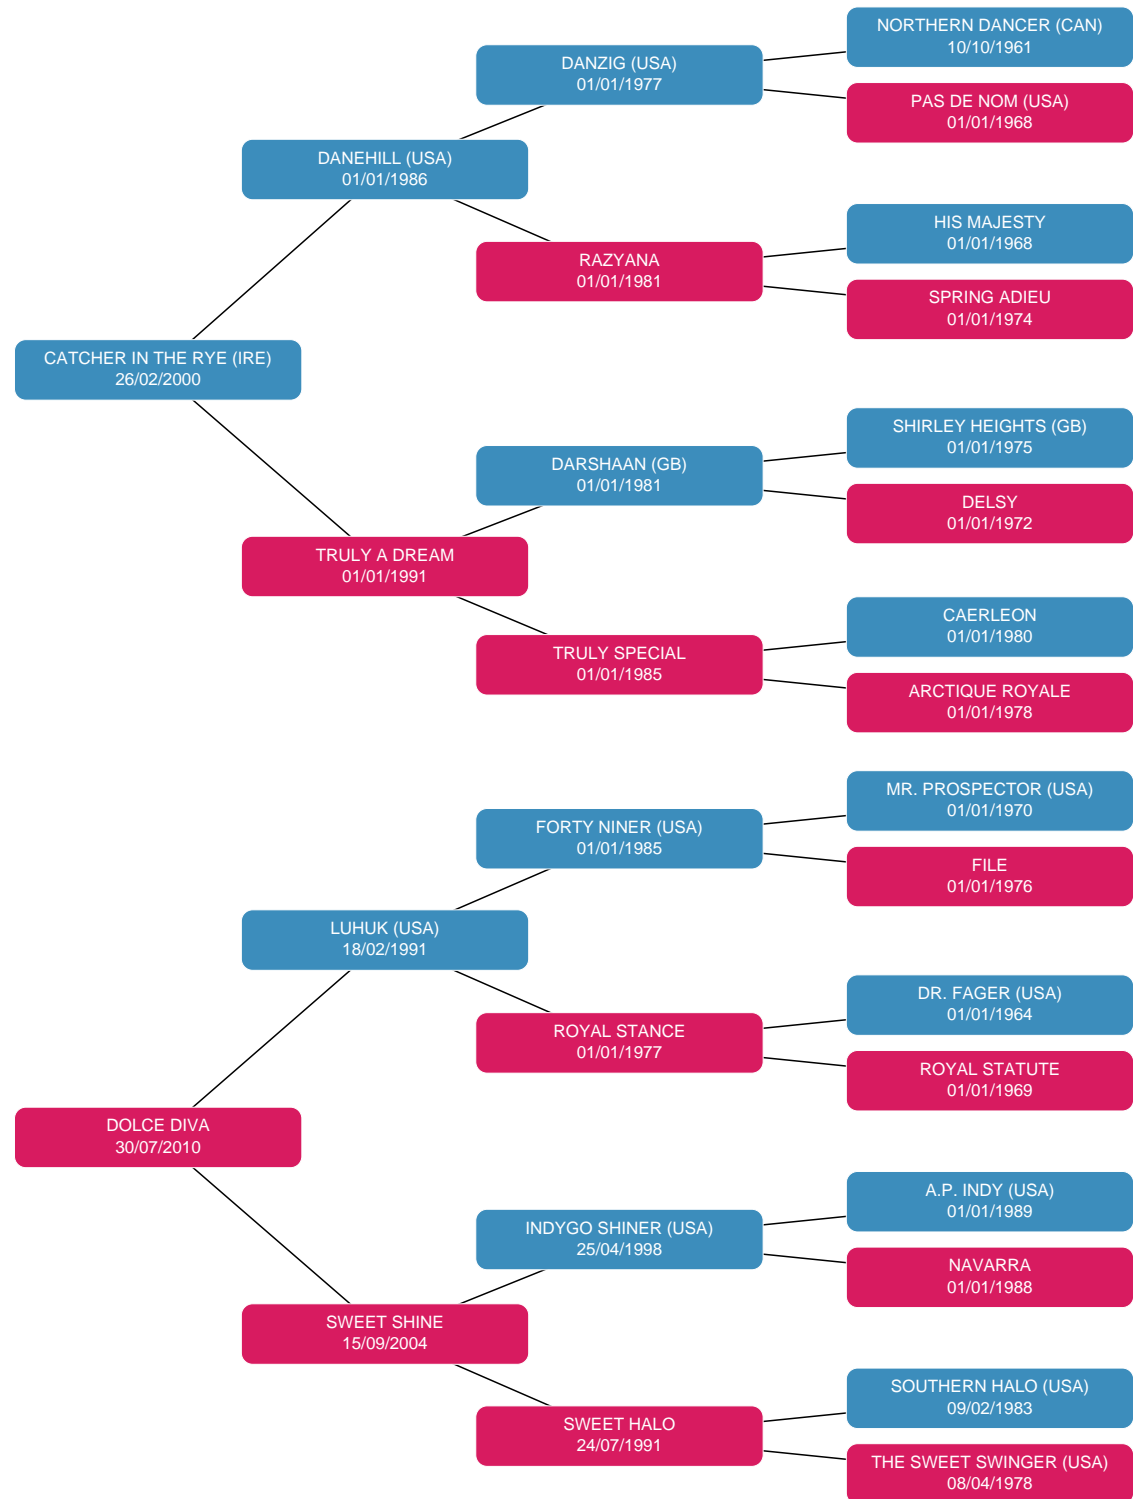 NORTHERN DANCER (CAN)
10/10/1961
DANZIG (USA)
01/01/1977
PAS DE NOM (USA)
01/01/1968
DANEHILL (USA)
01/01/1986
HIS MAJESTY
01/01/1968
RAZYANA
01/01/1981
SPRING ADIEU
01/01/1974
CATCHER IN THE RYE (IRE)
26/02/2000
SHIRLEY HEIGHTS (GB)
01/01/1975
DARSHAAN (GB)
01/01/1981
DELSY
01/01/1972
TRULY A DREAM
01/01/1991
CAERLEON
01/01/1980
TRULY SPECIAL
01/01/1985
ARCTIQUE ROYALE
01/01/1978
MR. PROSPECTOR (USA)
01/01/1970
FORTY NINER (USA)
01/01/1985
FILE
01/01/1976
LUHUK (USA)
18/02/1991
DR. FAGER (USA)
01/01/1964
ROYAL STANCE
01/01/1977
ROYAL STATUTE
01/01/1969
DOLCE DIVA
30/07/2010
A.P. INDY (USA)
01/01/1989
INDYGO SHINER (USA)
25/04/1998
NAVARRA
01/01/1988
SWEET SHINE
15/09/2004
SOUTHERN HALO (USA)
09/02/1983
SWEET HALO
24/07/1991
THE SWEET SWINGER (USA)
08/04/1978